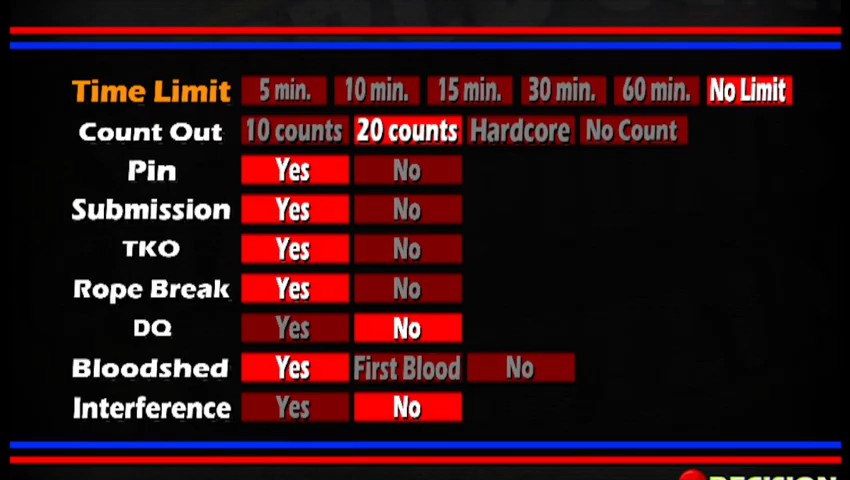 Time Limit 5 min. 10 min. 15 min. 30 min. 60 min. No Limit
Count Out 10 counts 20 counts Hardcore No Count
Pin Yes No
Submission Yes No
TKO Yes No
Rope Break Yes No
DQ Yes No
Bloodshed Yes First Blood No
Interference Yes No
DECISION